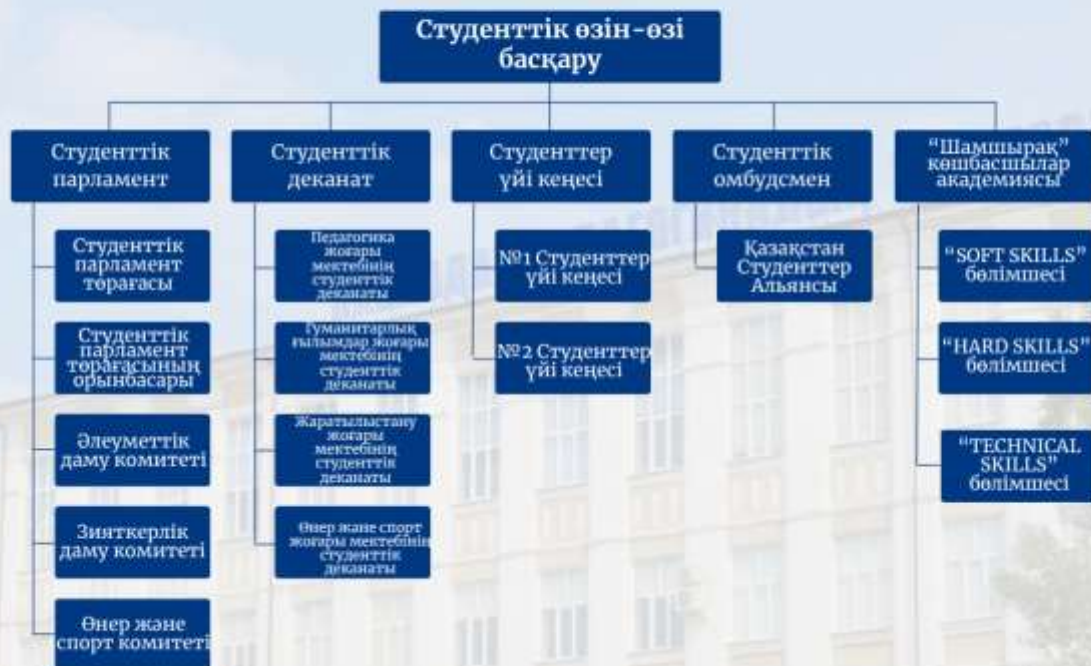 Студенттік өзін-өзі
басқару
Студенттік
парламент
Студенттік
парламент
төрағасы
Студенттік
парламент
төрағасының
орынбасары
Әлеуметтік
даму комитеті
Зияткерлік
даму комитеті
Өнер және
спорт комитеті
Студенттік
деканат
Педагогика
жоғары
мектебінің
студенттік
деканаты
Гуманитарлық
ғылымдар жоғары
мектебінің
студенттік
деканаты
Жаратылыстану
жоғары
мектебінің
студенттік
деканаты
Өнер және спорт
жоғары мектебінің
студенттік
деканаты
Студенттер
үйі кеңесі
№1 Студенттер
үйі кеңесі
№2 Студенттер
үйі кеңесі
Студенттік
омбудсмен
Қазақстан
Студенттер
Альянсы
“Шамшырақ”
көшбасшылар
академиясы
“SOFT SKILLS”
бөлімшесі
“HARD SKILLS”
бөлімшесі
“TECHNICAL
SKILLS”
бөлімшесі